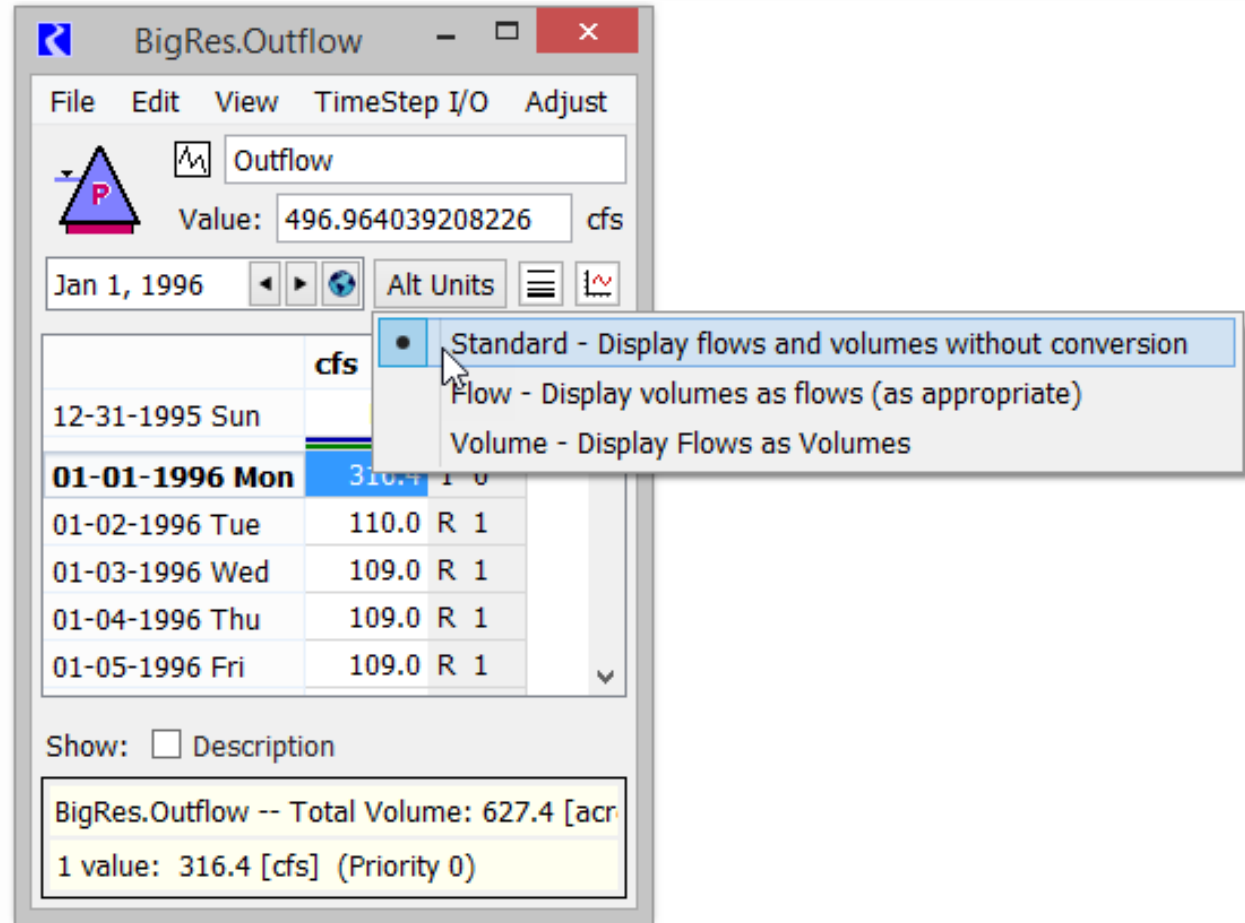 BigRes.Outflow
File Edit View TimeStep I/O Adjust
P
Outflow
Value: 496.964039208226 cfs
Jan 1, 1996 Alt Units
Standard - Display flows and volumes without conversion
cfs
Flow - Display volumes as flows (as appropriate)
12-31-1995 Sun
Volume - Display Flows as Volumes
01-01-1996 Mon 316.4 I 0
01-02-1996 Tue 110.0 R 1
01-03-1996 Wed 109.0 R 1
01-04-1996 Thu 109.0 R 1
01-05-1996 Fri 109.0 R 1
Show: Description
BigRes.Outflow -- Total Volume: 627.4 [acr
1 value: 316.4 [cfs] (Priority 0)